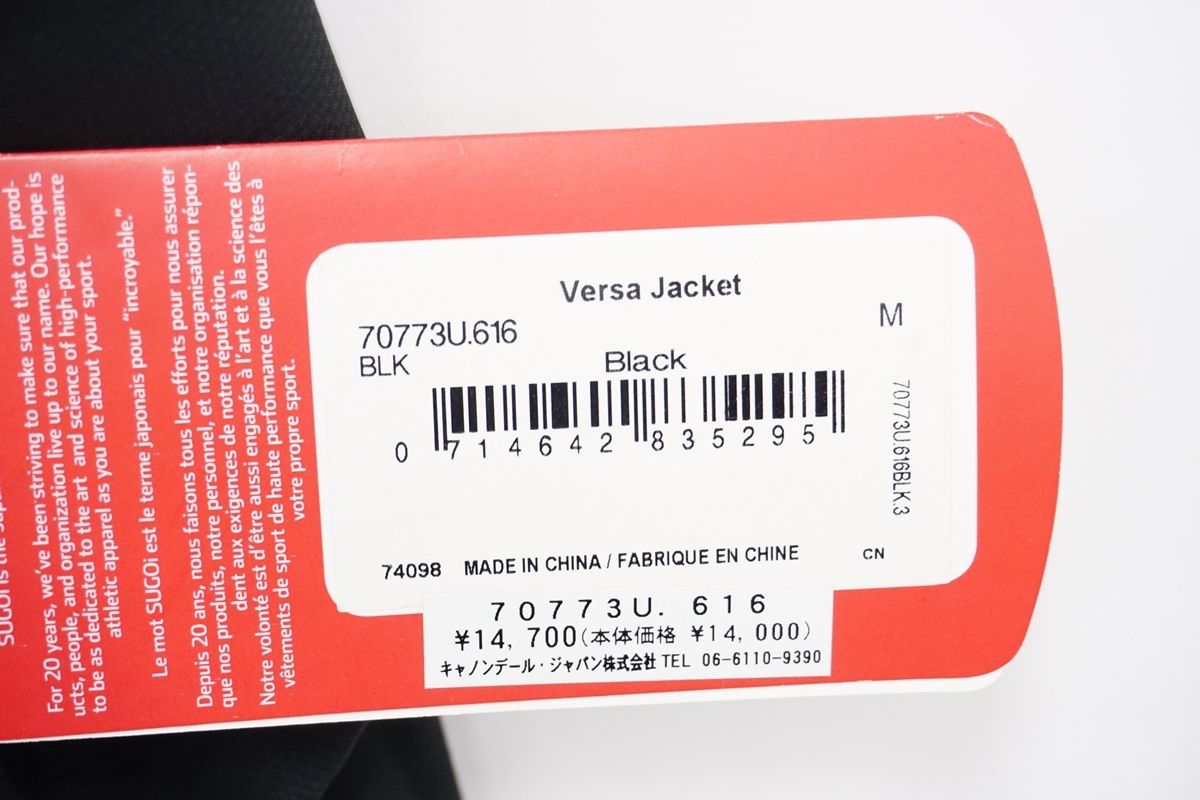 SUGOi is the
For 20 years, we've been striving to make sure that our prod-
ucts, people, and organization live up to our name. Our hope is
to be as dedicated to the art and science of high-performance
athletic apparel as you are about your sport.
Le mot SUGOi est le terme japonais pour "incroyable."
Depuis 20 ans, nous faisons tous les efforts pour nous assurer
que nos produits, notre personnel, et notre organisation répon-
dent aux exigences de notre réputation.
Notre volonté est d'être aussi engagés à l'art et à la science des
vêtements de sport de haute performance que vous l'êtes à
votre propre sport.
Versa Jacket
70773U.616
M
BLK
Black
0 714642 835295
70773U.616BLK.3
74098 MADE IN CHINA / FABRIQUE EN CHINE CN
70773U. 616
¥14, 700(本体価格 ¥14, 000)
キャノンデール・ジャパン株式会社 TEL 06-6110-9390